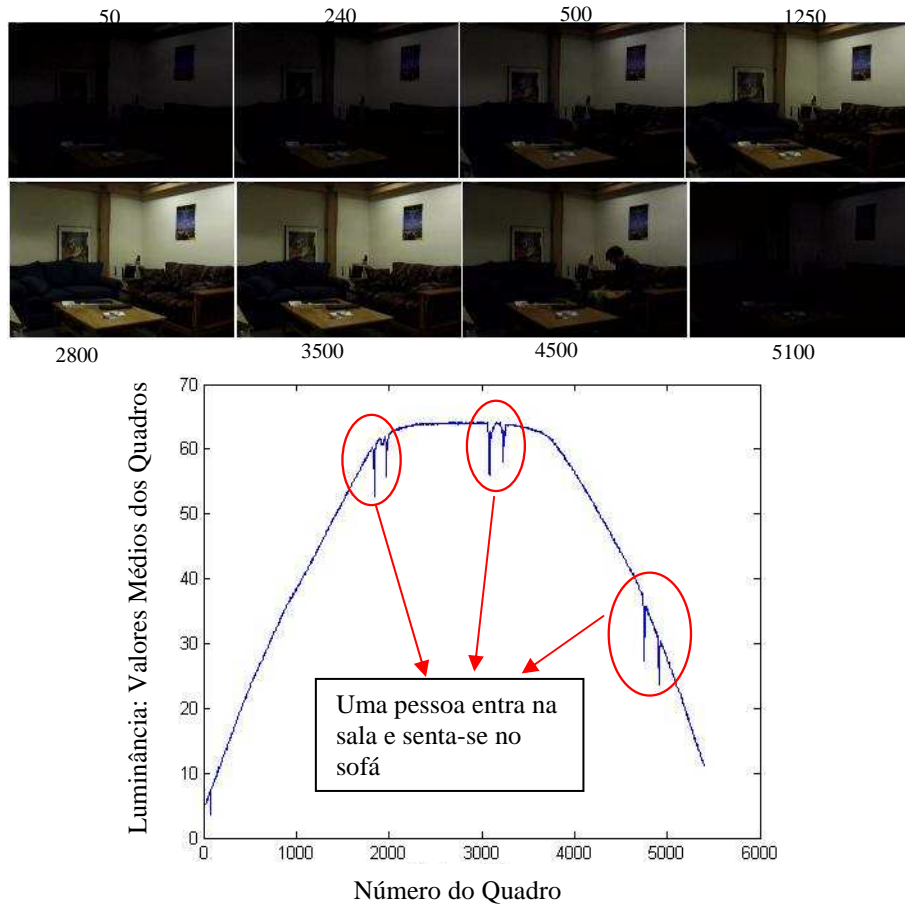 50 240 500 1250
2800 3500 4500 5100
Luminância: Valores Médios dos Quadros
70
60
50
40
30
20
10
0
Uma pessoa entra na
sala e senta-se no
sofá
0 1000 2000 3000 4000 5000 6000
Número do Quadro